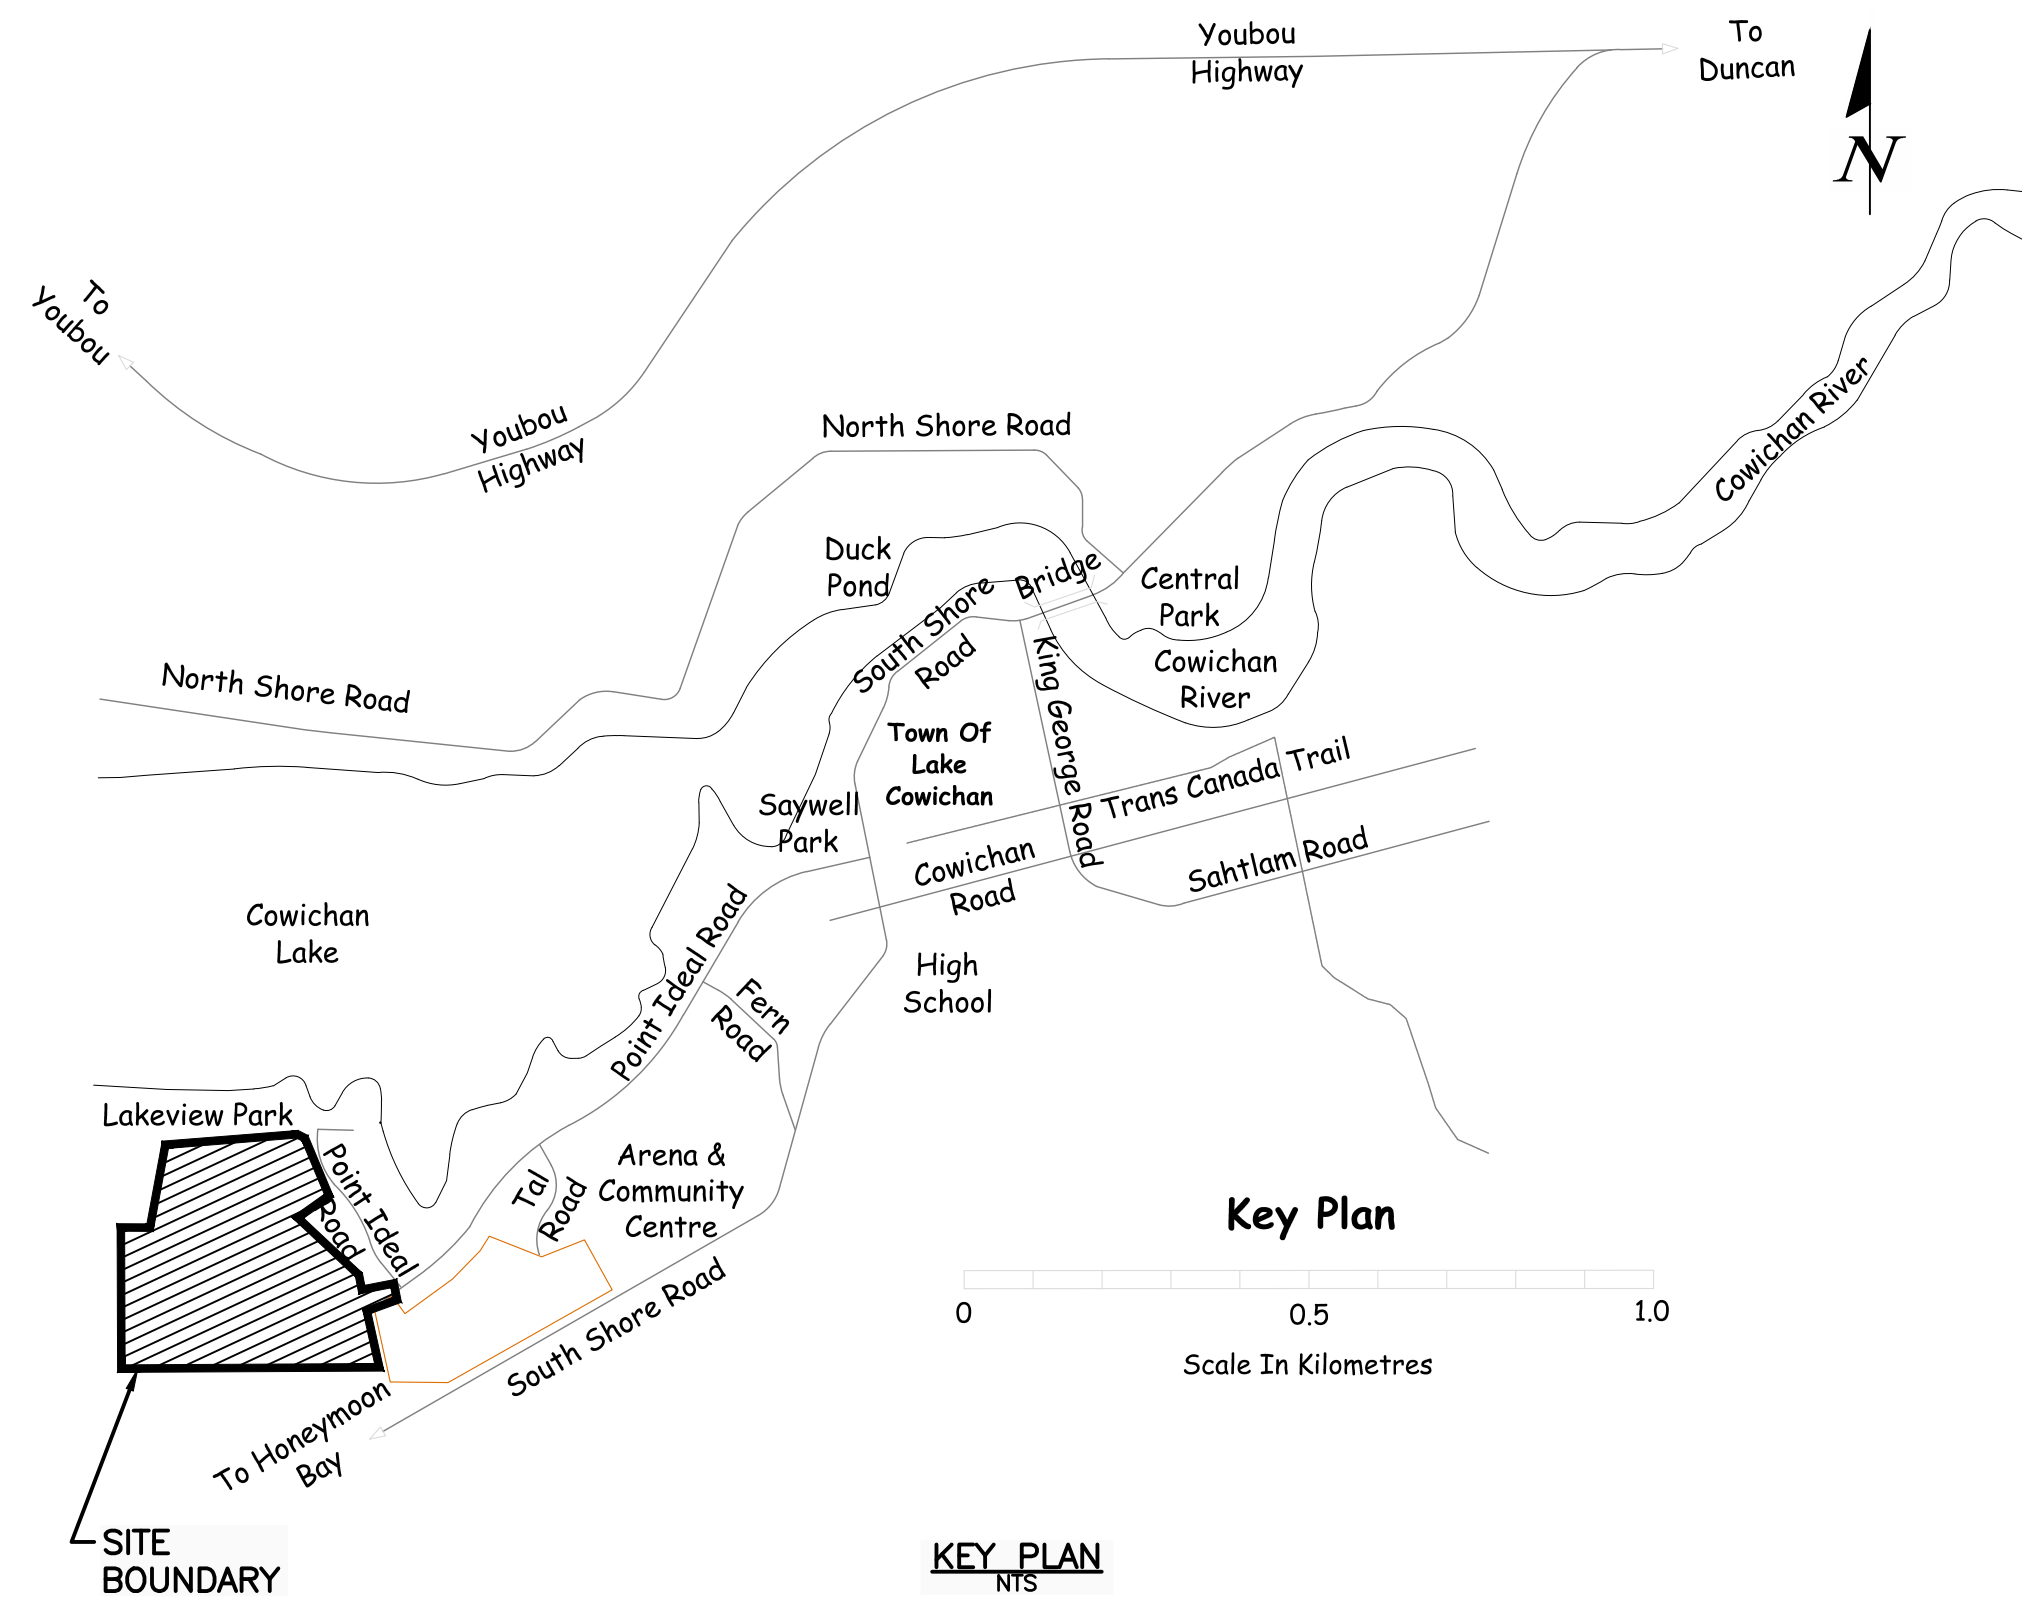 Youbou
Highway
To
Duncan
N
To
Youbou
Youbou
Highway
North Shore Road
Cowichan River
Duck
Pond
Bridge
South Shore
Road
Central
Park
Cowichan
River
King George Road
North Shore Road
Town Of
Lake
Cowichan
Trans Canada Trail
Saywell
Park
Cowichan
Road
Sahtlam Road
Point Ideal Road
Cowichan
Lake
High
School
Fern
Road
Lakeview Park
Point Ideal
Road
Tal
Road
Arena &
Community
Centre
South Shore Road
To Honeymoon
Bay
Key Plan
0 0.5 1.0
Scale In Kilometres
SITE
BOUNDARY
KEY PLAN
NTS